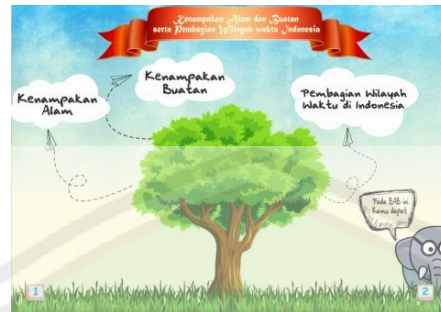 Kenampakan Alam dan Buatan
serta Pembagian Wilayah waktu Indonesia
Kenampakan
Alam
Kenampakan
Buatan
Pembagian Wilayah
Waktu di Indonesia
Pada BAB ini
Kamu dapat
1
2